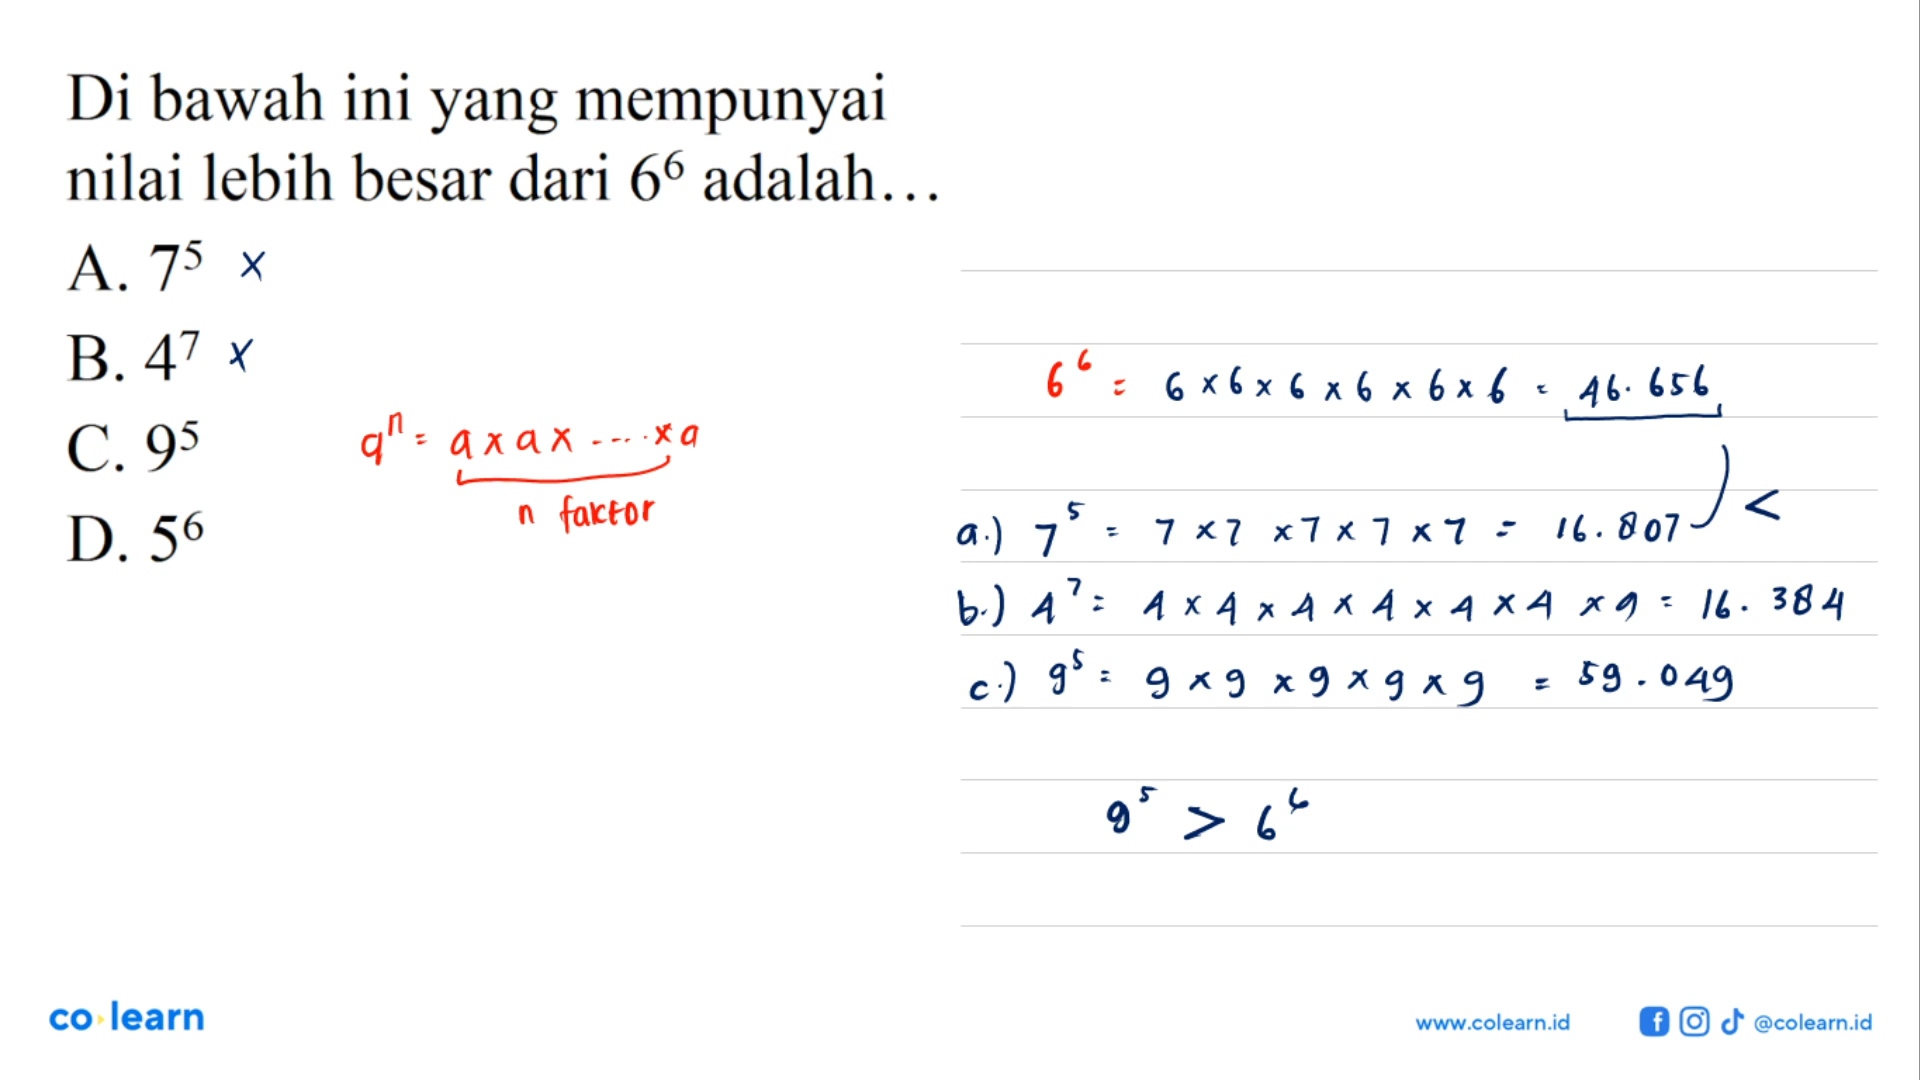 Di bawah ini yang mempunyai
nilai lebih besar dari 6⁶ adalah...
A. 7⁵ ×
B. 4⁷ ×
C. 9⁵
D. 5⁶
aⁿ = a × a × ..... × a
n faktor
6⁶ = 6 × 6 × 6 × 6 × 6 × 6 = 46.656
<
a.) 7⁵ = 7 × 7 × 7 × 7 × 7 = 16.807
b.) 4⁷ = 4 × 4 × 4 × 4 × 4 × 4 × 4 = 16.384
c.) 9⁵ = 9 × 9 × 9 × 9 × 9 = 59.049
9⁵ > 6⁶
co learn
www.colearn.id
@colearn.id